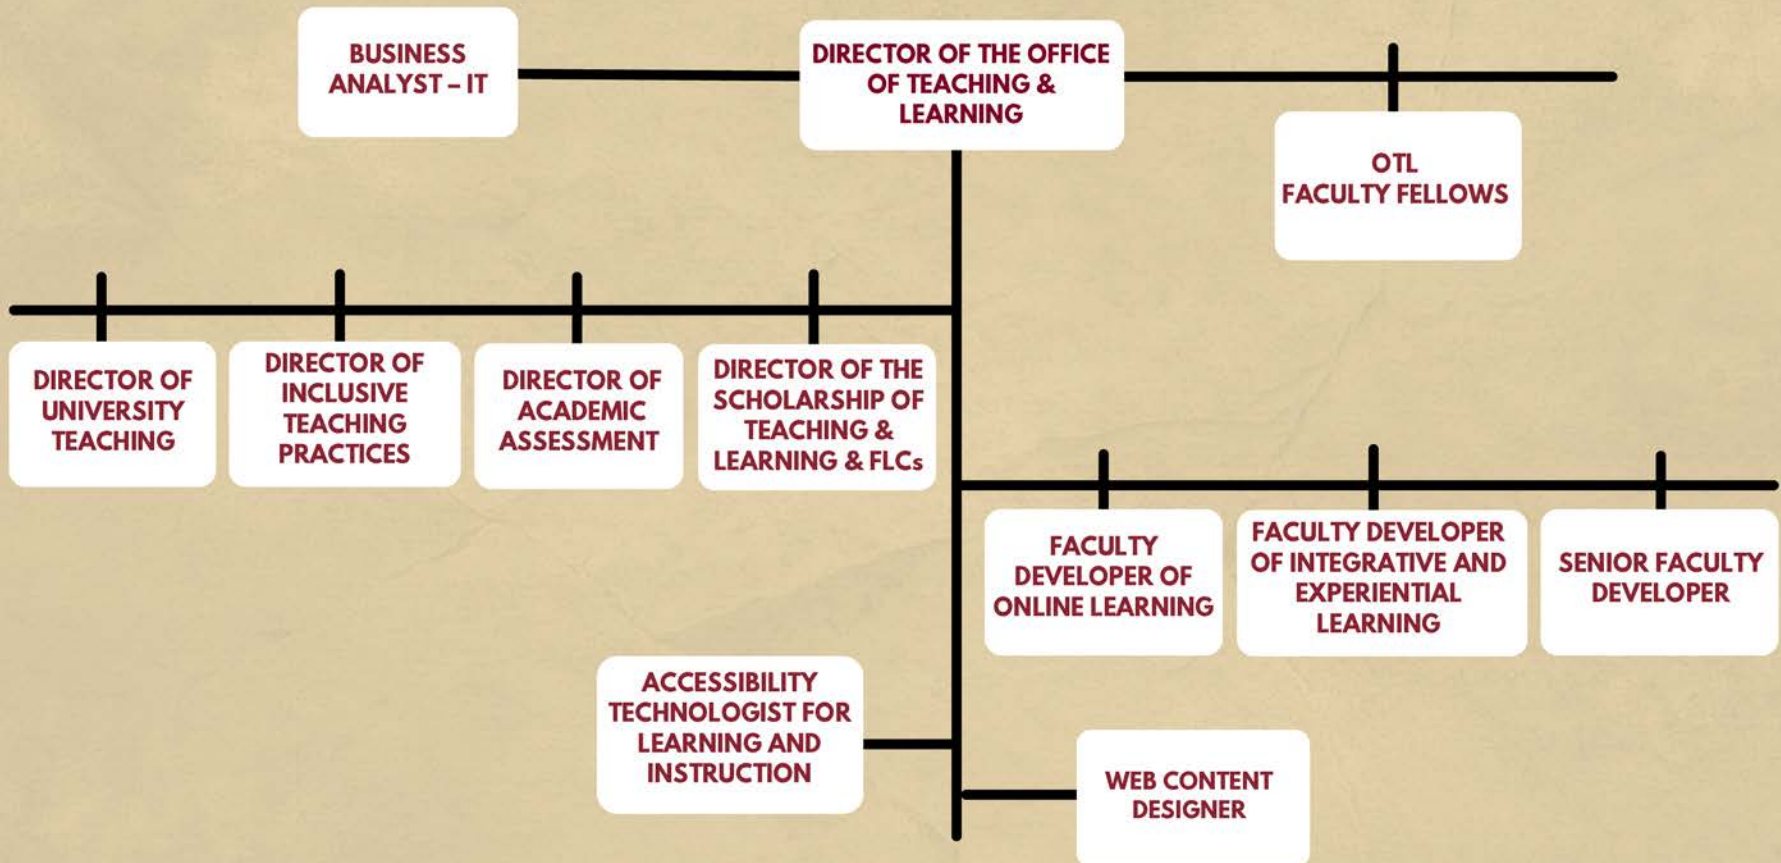 BUSINESS
ANALYST – IT
DIRECTOR OF THE OFFICE
OF TEACHING &
LEARNING
OTL
FACULTY FELLOWS
DIRECTOR OF
UNIVERSITY
TEACHING
DIRECTOR OF
INCLUSIVE
TEACHING
PRACTICES
DIRECTOR OF
ACADEMIC
ASSESSMENT
DIRECTOR OF THE
SCHOLARSHIP OF
TEACHING &
LEARNING & FLCs
FACULTY
DEVELOPER OF
ONLINE LEARNING
FACULTY DEVELOPER
OF INTEGRATIVE AND
EXPERIENTIAL
LEARNING
SENIOR FACULTY
DEVELOPER
ACCESSIBILITY
TECHNOLOGIST FOR
LEARNING AND
INSTRUCTION
WEB CONTENT
DESIGNER